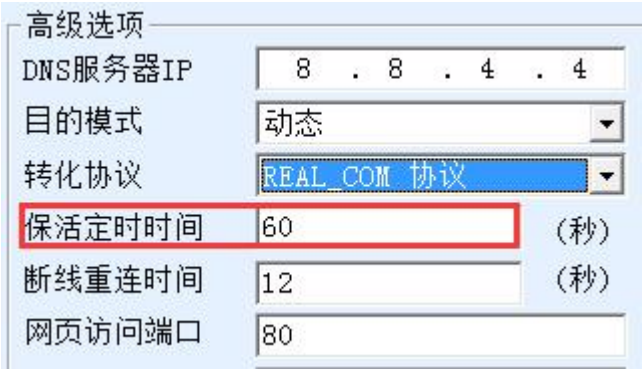 高级选项
DNS服务器IP 8 . 8 . 4 . 4
目的模式 动态
转化协议 REAL_COM 协议
保活定时时间 60 (秒)
断线重连时间 12 (秒)
网页访问端口 80